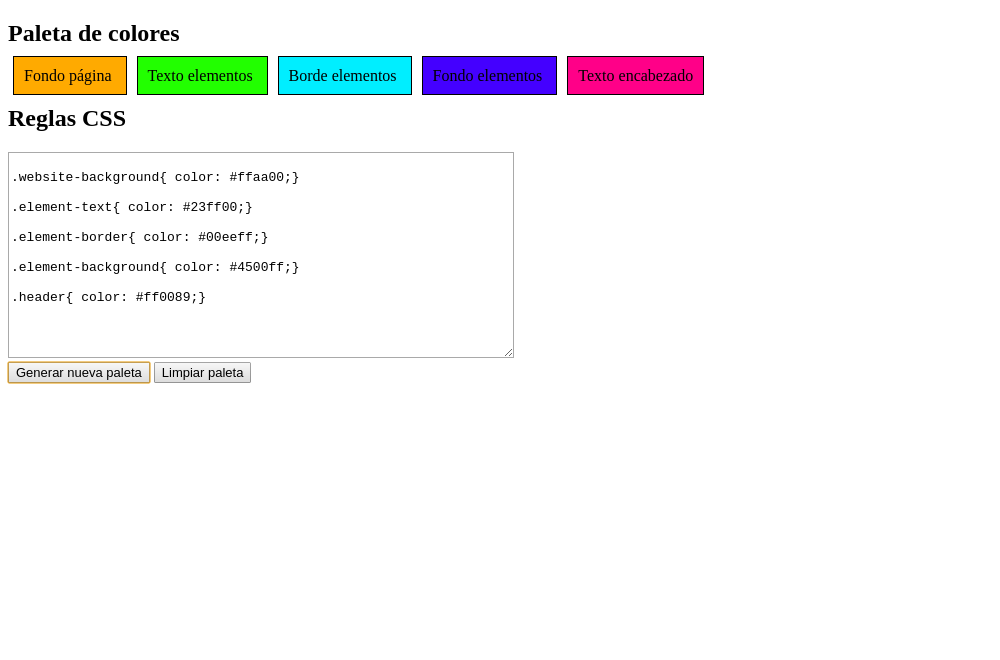 Paleta de colores
Fondo página Texto elementos Borde elementos Fondo elementos Texto encabezado
Reglas CSS
.website-background{ color: #ffaa00;}
.element-text{ color: #23ff00;}
.element-border{ color: #00eeff;}
.element-background{ color: #4500ff;}
.header{ color: #ff0089;}
Generar nueva paleta Limpiar paleta